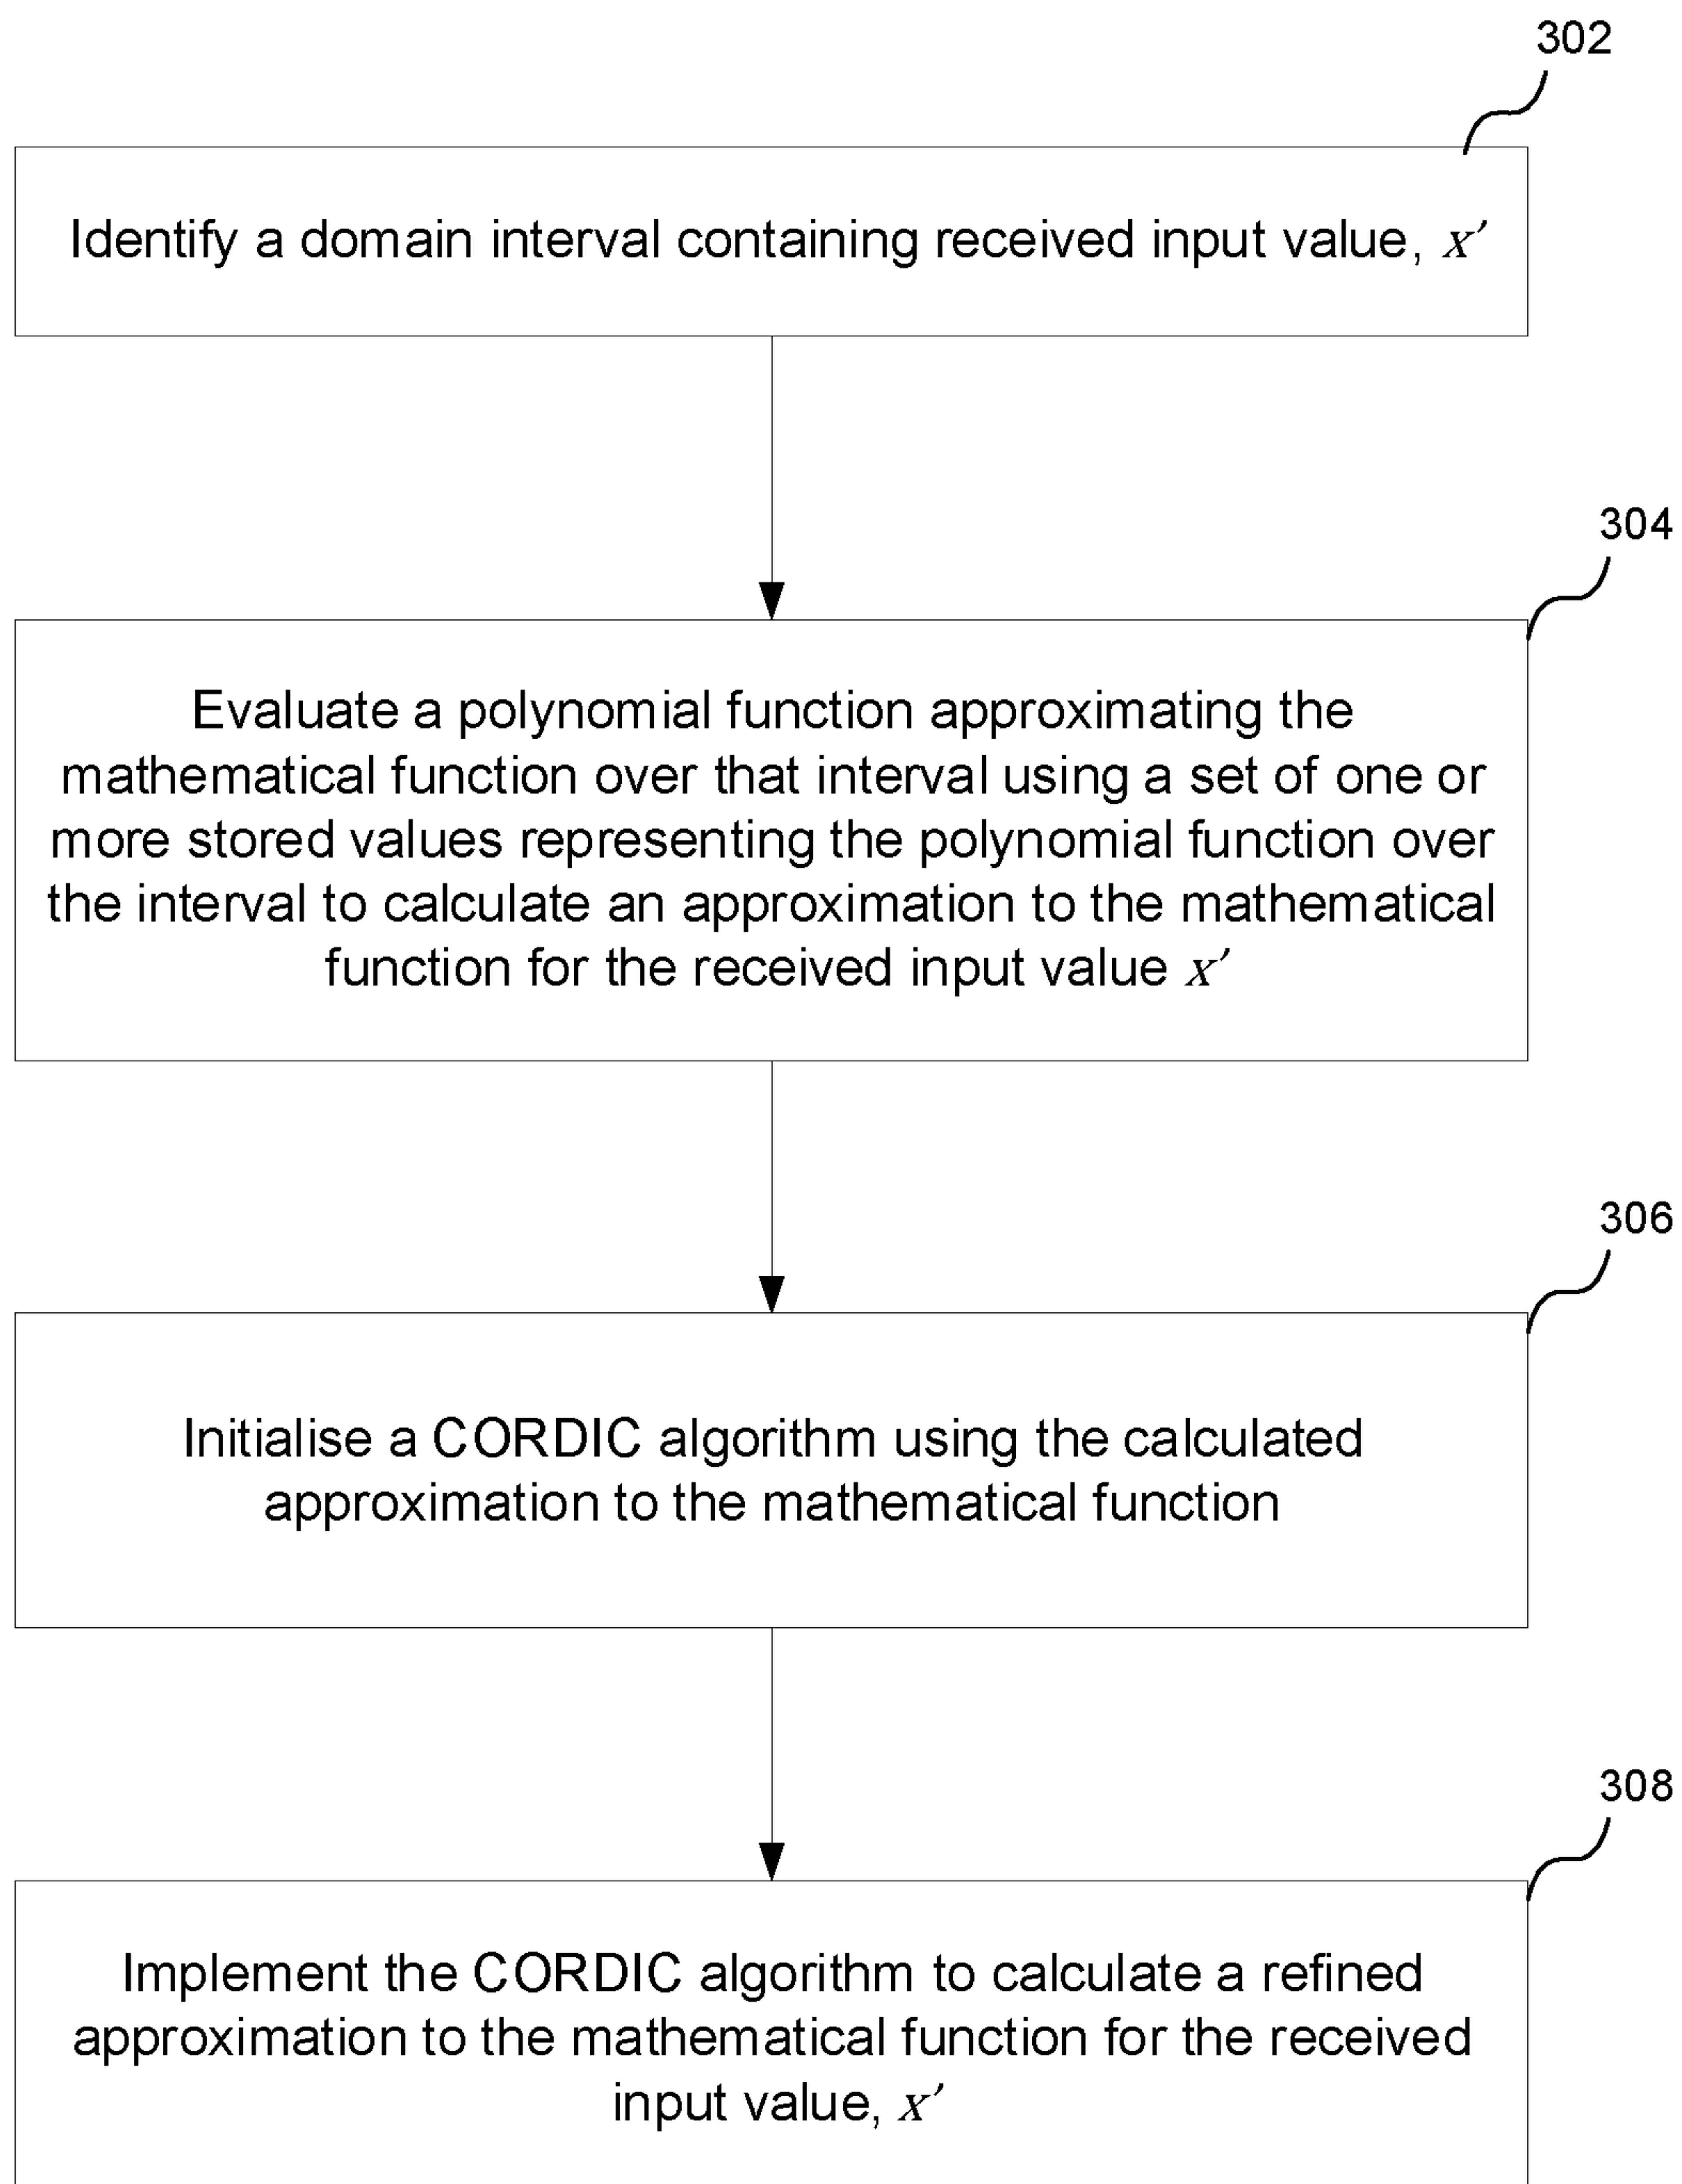 302
Identify a domain interval containing received input value, x’
304
Evaluate a polynomial function approximating the
mathematical function over that interval using a set of one or
more stored values representing the polynomial function over
the interval to calculate an approximation to the mathematical
function for the received input value x’
306
Initialise a CORDIC algorithm using the calculated
approximation to the mathematical function
308
Implement the CORDIC algorithm to calculate a refined
approximation to the mathematical function for the received
input value, x’